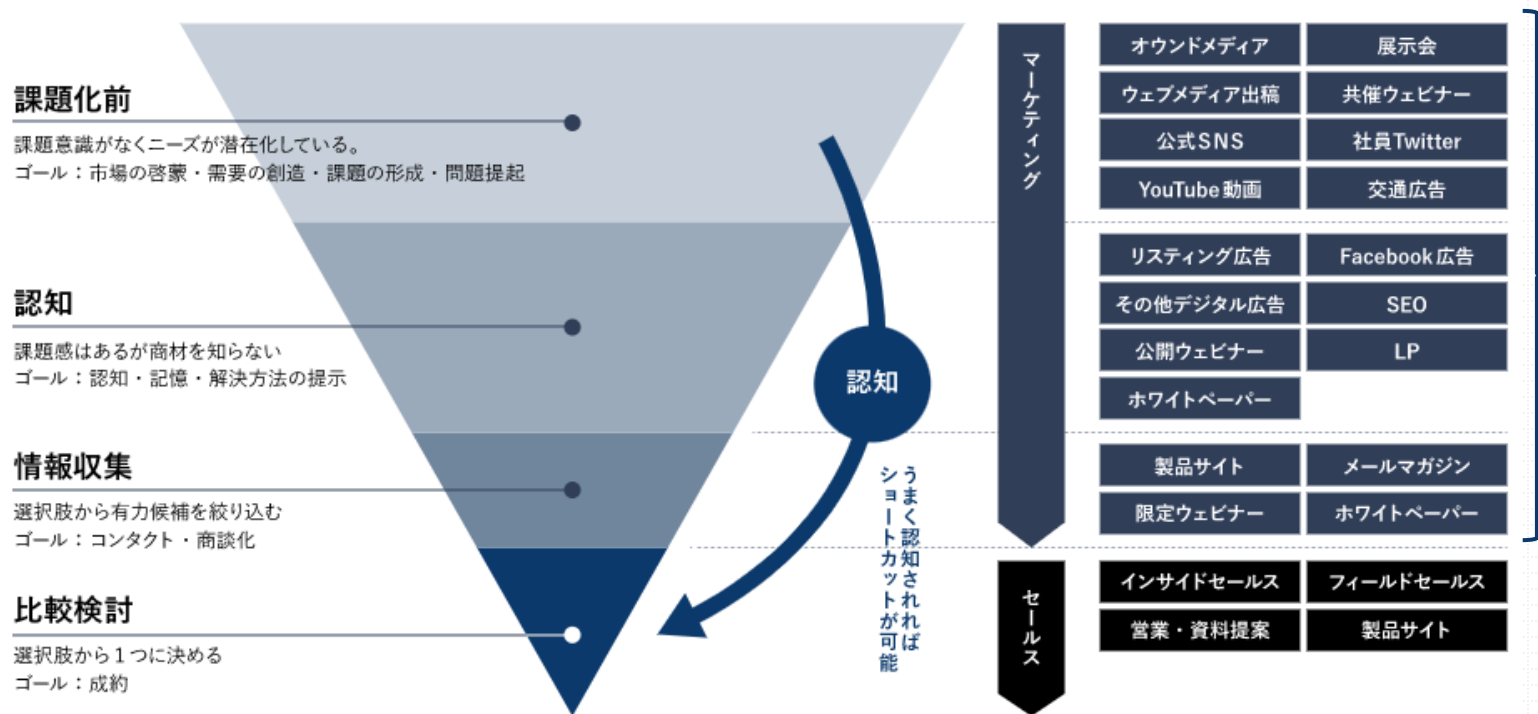 課題化前
課題意識がなくニーズが潜在化している。
ゴール：市場の啓蒙・需要の創造・課題の形成・問題提起
認知
課題感はあるが商材を知らない
ゴール：認知・記憶・解決方法の提示
情報収集
選択肢から有力候補を絞り込む
ゴール：コンタクト・商談化
比較検討
選択肢から１つに決める
ゴール：成約
認知
うまく認知されれば
ショートカットが可能
マーケティング
オウンドメディア
展示会
ウェブメディア出稿
共催ウェビナー
公式SNS
社員Twitter
YouTube動画
交通広告
リスティング広告
Facebook広告
その他デジタル広告
SEO
公開ウェビナー
LP
ホワイトペーパー
製品サイト
メールマガジン
限定ウェビナー
ホワイトペーパー
セールス
インサイドセールス
フィールドセールス
営業・資料提案
製品サイト